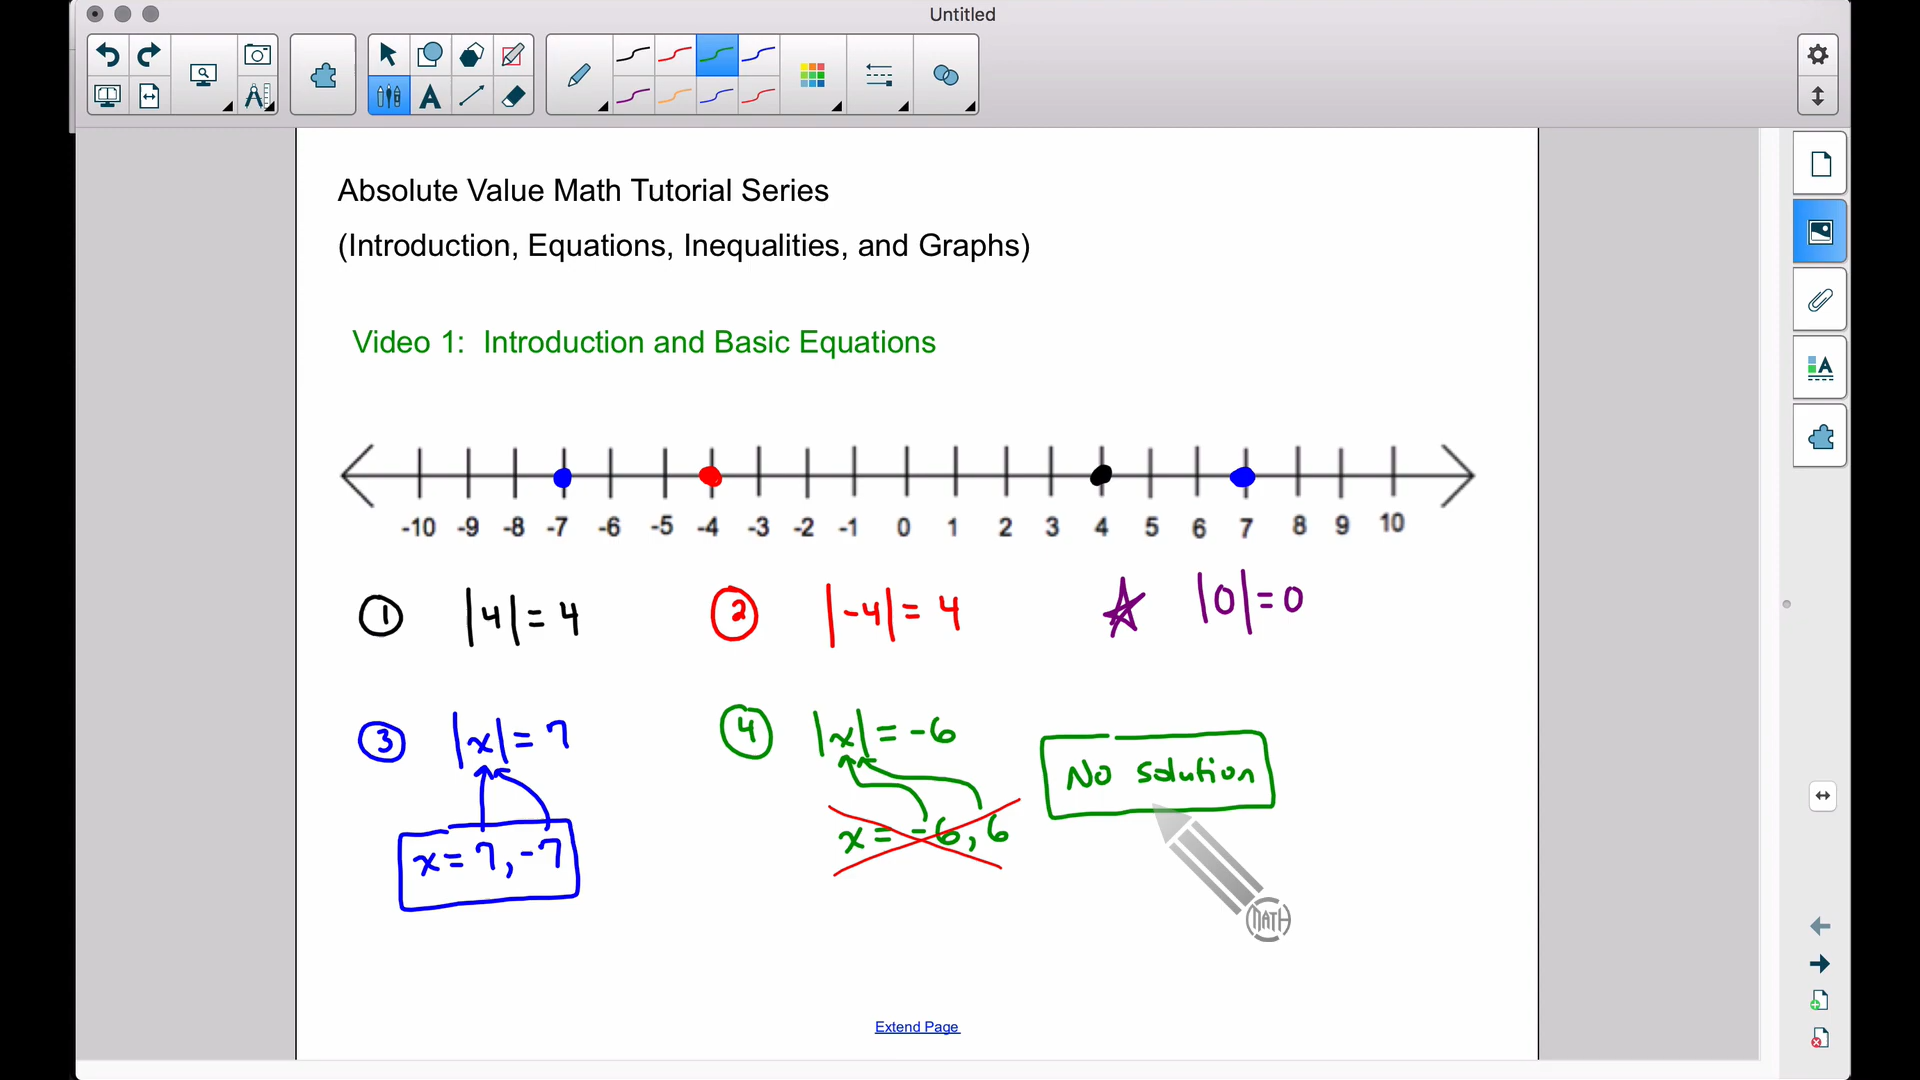 Untitled
Absolute Value Math Tutorial Series
(Introduction, Equations, Inequalities, and Graphs)
Video 1: Introduction and Basic Equations
-10 -9 -8 -7 -6 -5 -4 -3 -2 -1 0 1 2 3 4 5 6 7 8 9 10
① |4| = 4 ② |-4| = 4 |0| = 0
③ |x| = 7 ④ |x| = -6 No solution
x = 7, -7 x = -6, 6
MATH
Extend Page